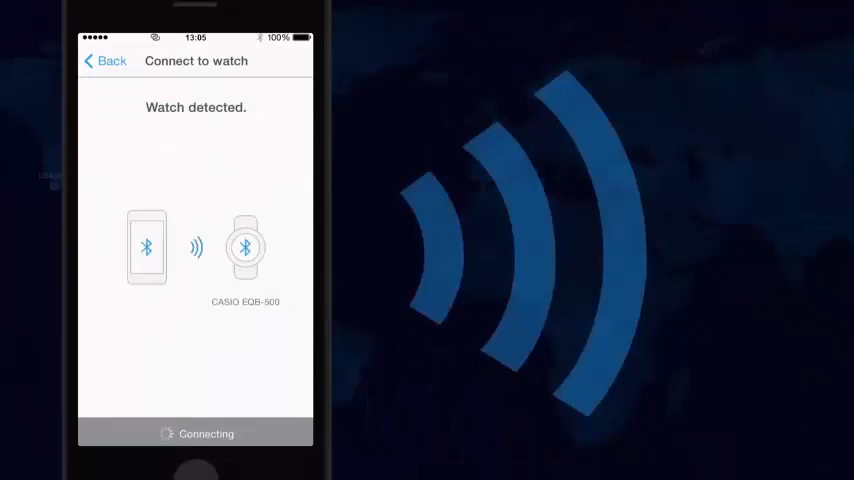 13:05
100%
Back
Connect to watch
Watch detected.
CASIO EQB-500
Connecting